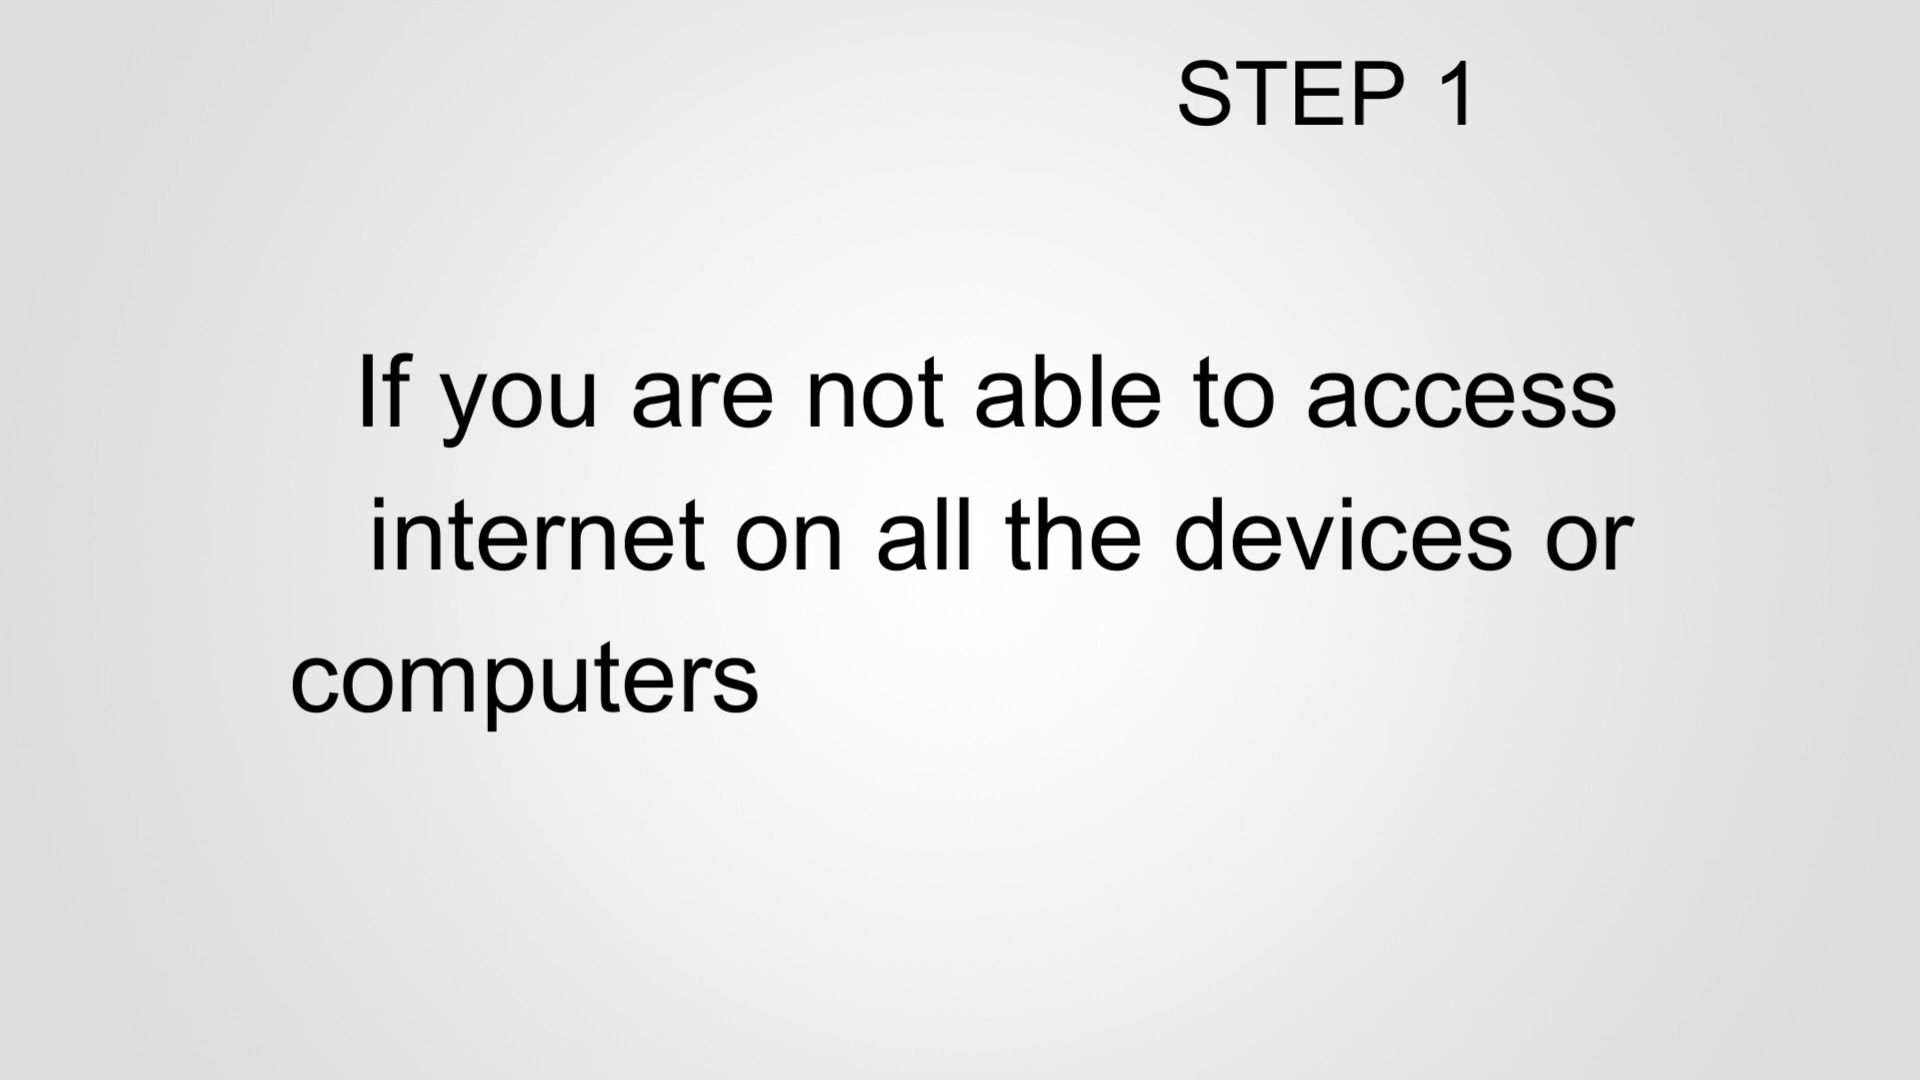 STEP 1
If you are not able to access
internet on all the devices or
computers